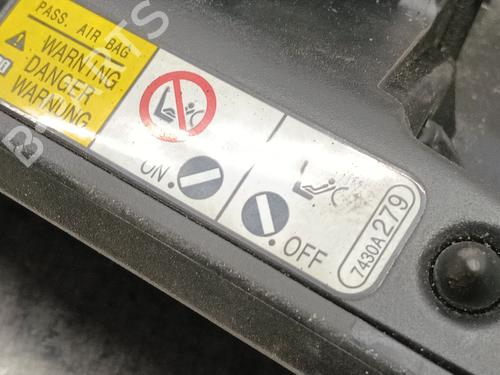 PASS. AIR BAG
WARNING
DANGER
WARNUNG
ON
OFF
7430A279